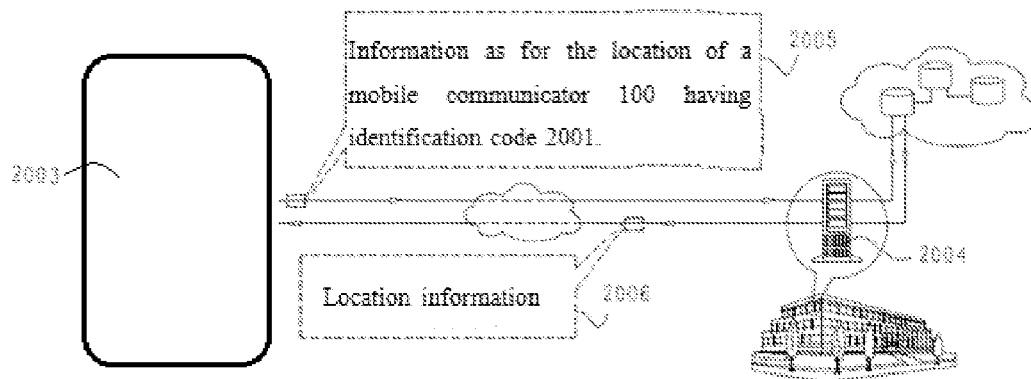 Information as for the location of a
mobile communicator 100 having
identification code 2001.
2005
2003
2004
Location information
2006